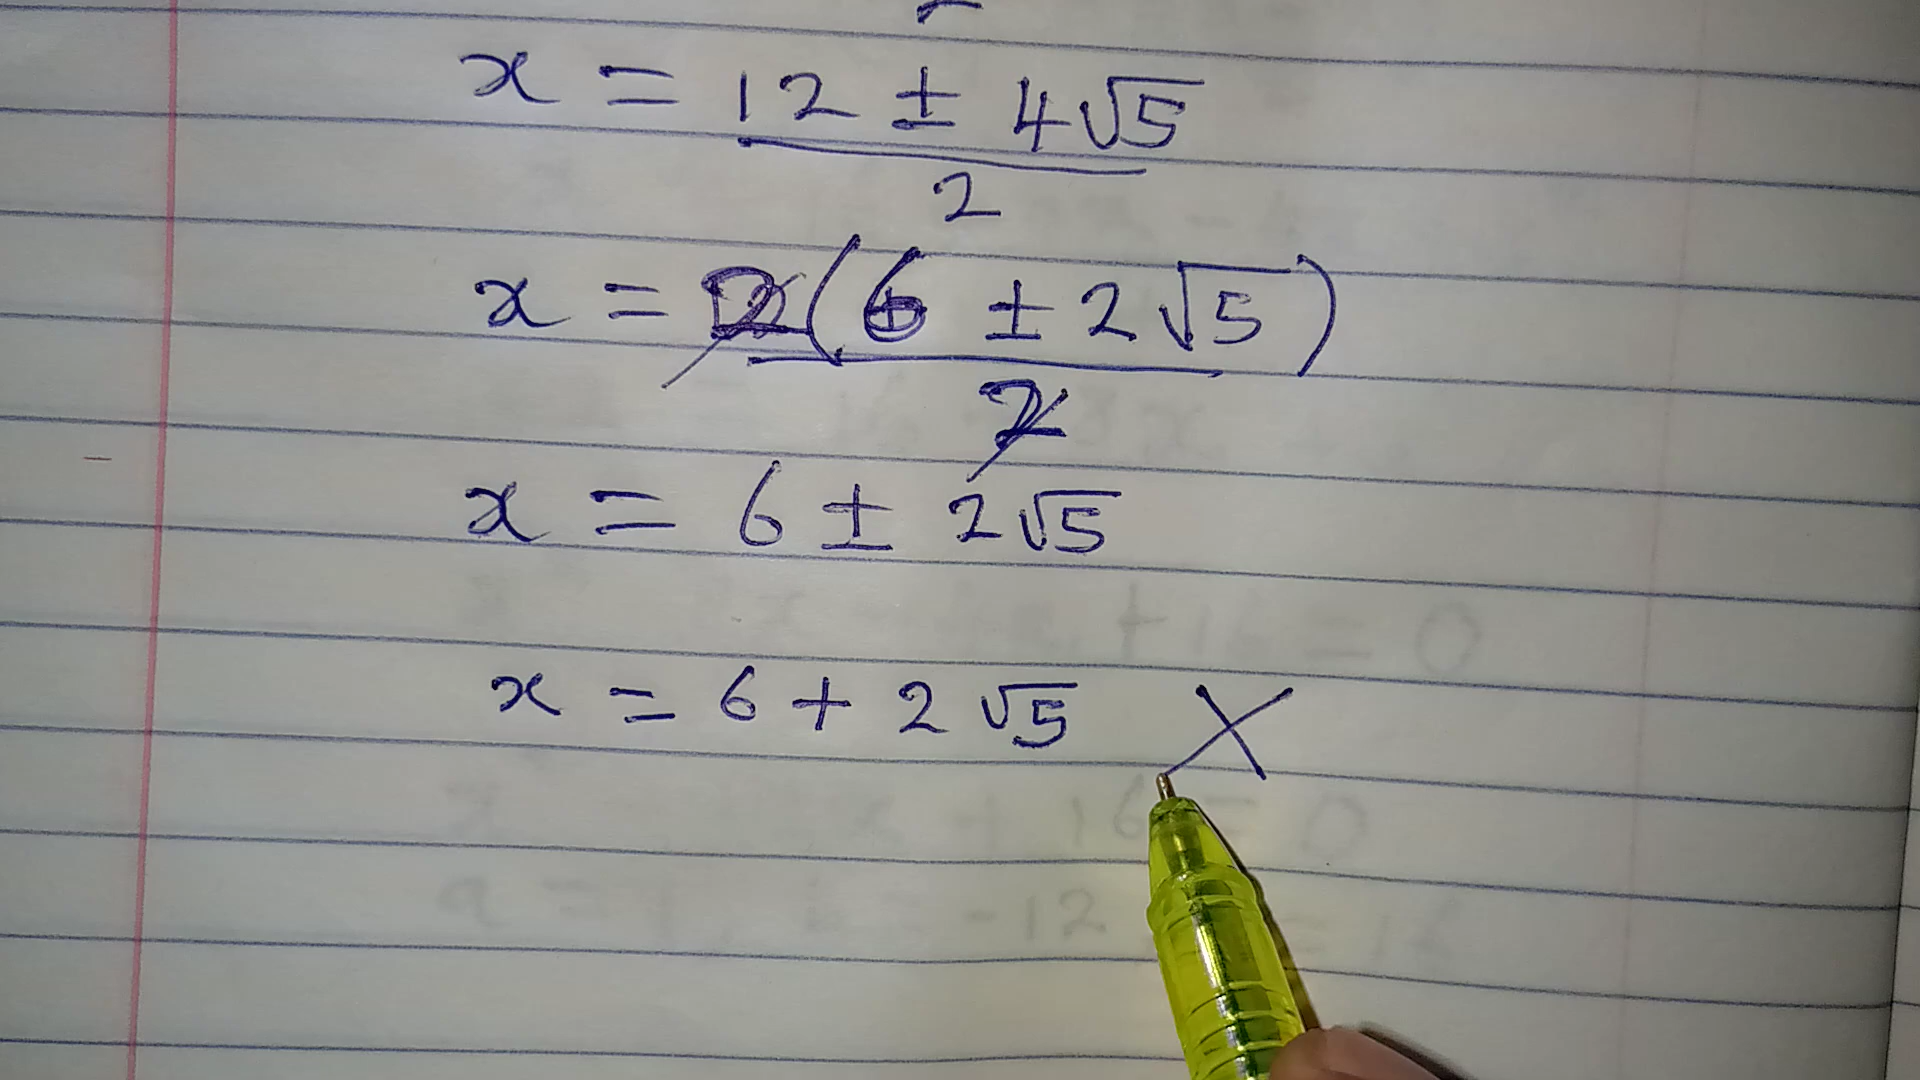 x = 12 ± 4√5
2
x = 2(6 ± 2√5)
2
x = 6 ± 2√5
x = 6 + 2√5 X